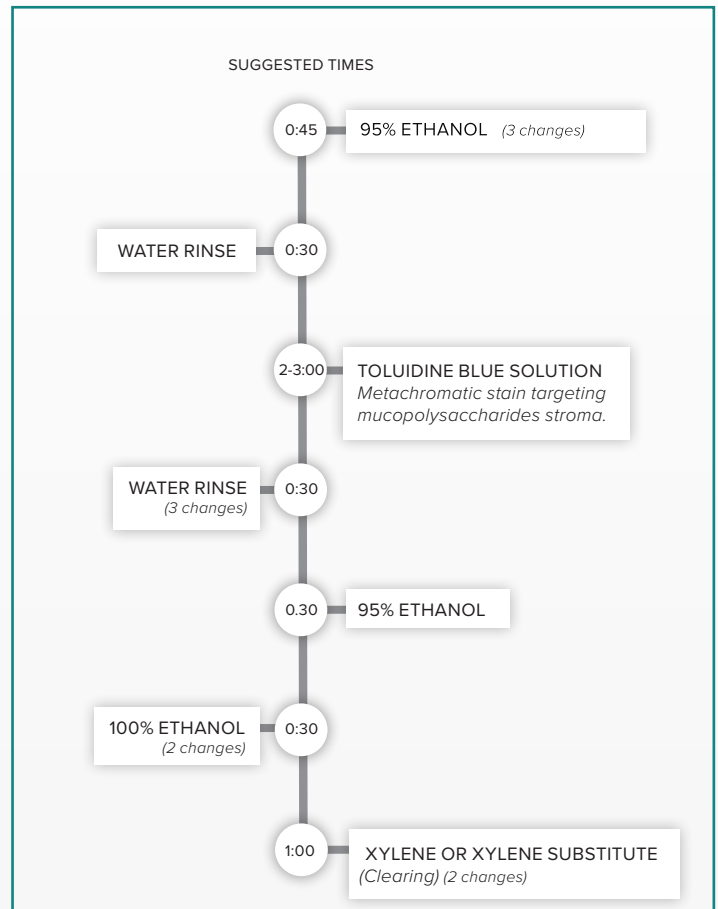 SUGGESTED TIMES
0:45
95% ETHANOL (3 changes)
WATER RINSE
0:30
2-3:00
TOLUIDINE BLUE SOLUTION
Metachromatic stain targeting
mucopolysaccharides stroma.
WATER RINSE
(3 changes)
0:30
0.30
95% ETHANOL
100% ETHANOL
(2 changes)
0:30
1:00
XYLENE OR XYLENE SUBSTITUTE
(Clearing) (2 changes)